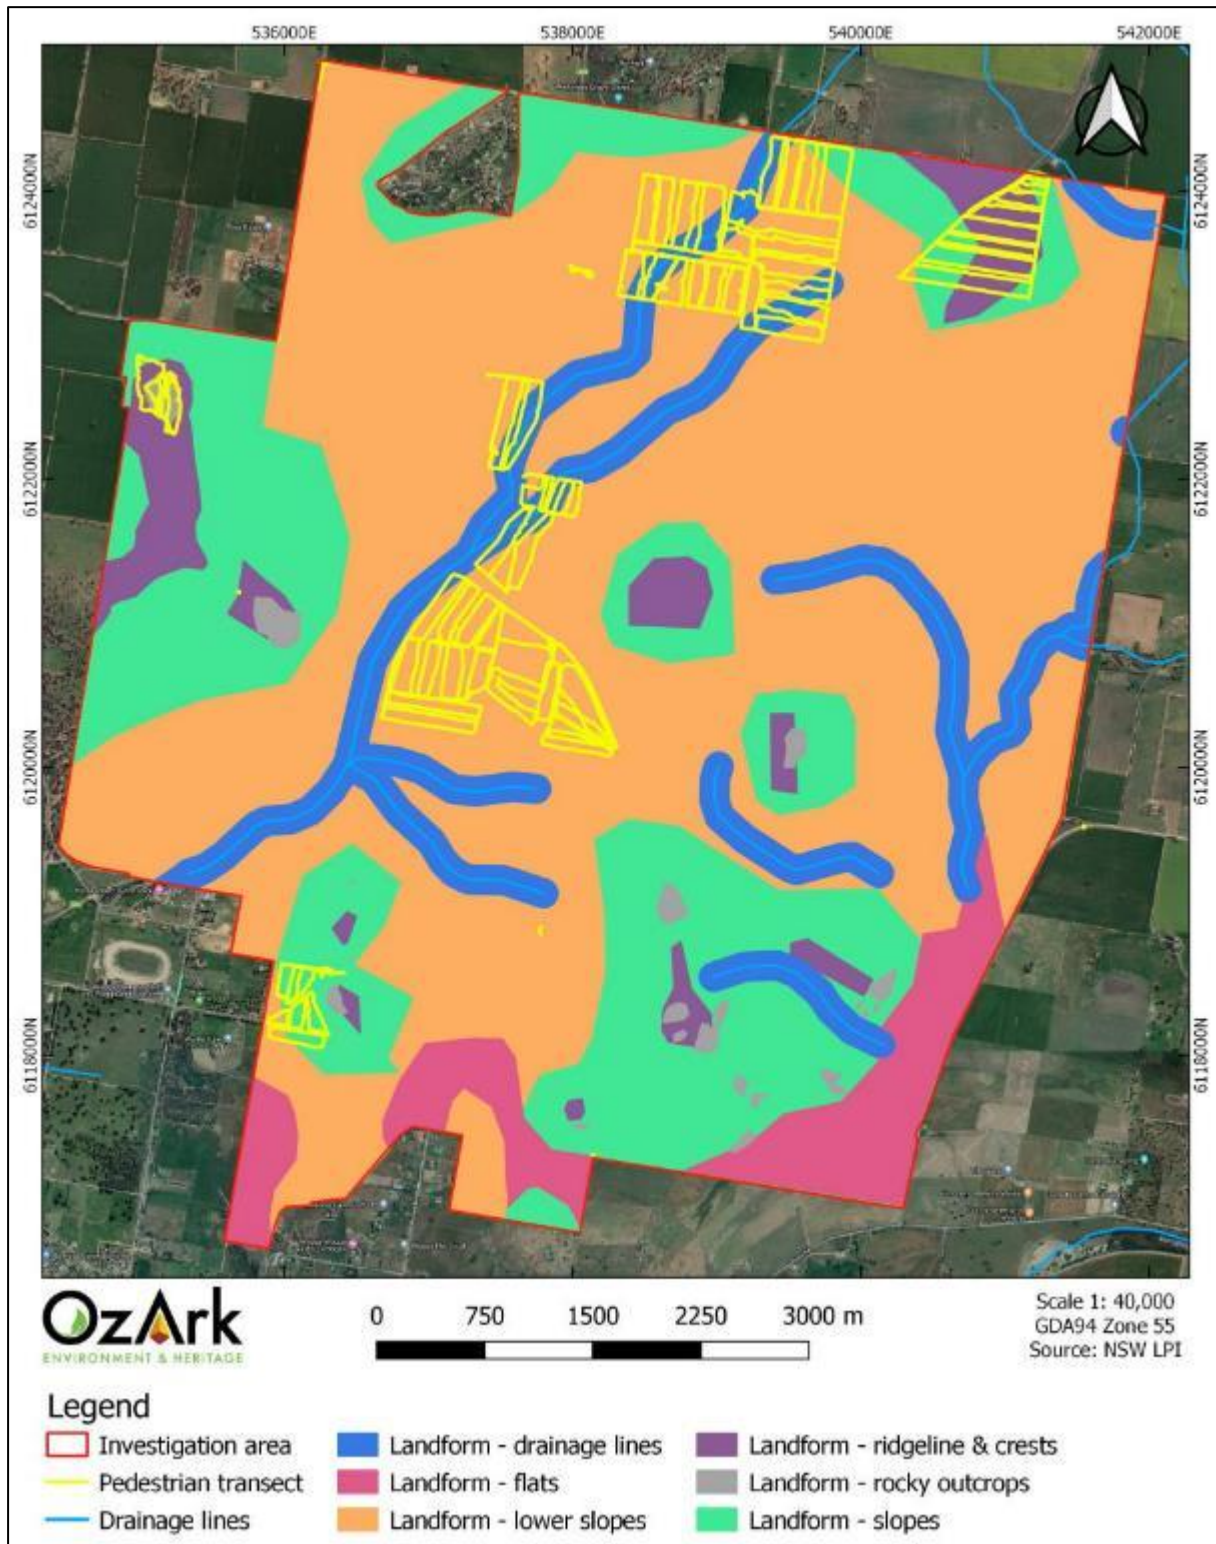 536000E 538000E 540000E 542000E
6124000N
6124000N
6122000N
6122000N
6120000N
6120000N
6118000N
6118000N
OzArk
ENVIRONMENT & HERITAGE
0 750 1500 2250 3000 m
Scale 1: 40,000
GDA94 Zone 55
Source: NSW LPI
Legend
Investigation area
Pedestrian transect
Drainage lines
Landform - drainage lines
Landform - flats
Landform - lower slopes
Landform - ridgeline & crests
Landform - rocky outcrops
Landform - slopes